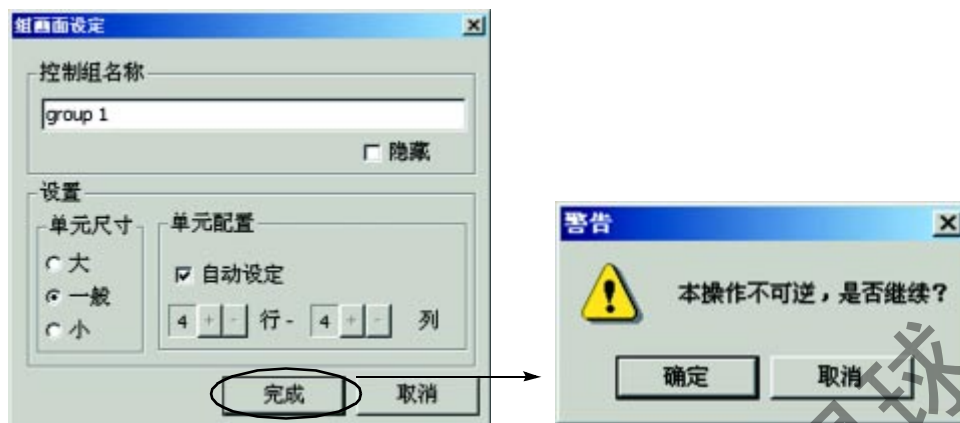 组画面设定
控制组名称
group 1
隐藏
设置
单元尺寸
大
一般
小
单元配置
自动设定
4 + - 行 - 4 + - 列
完成 取消
警告
本操作不可逆，是否继续？
确定 取消
球